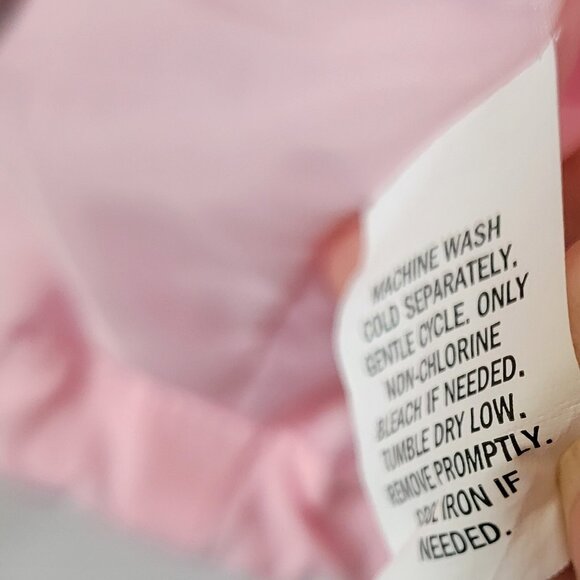 MACHINE WASH
COLD SEPARATELY.
GENTLE CYCLE. ONLY
NON-CHLORINE
BLEACH IF NEEDED.
TUMBLE DRY LOW.
REMOVE PROMPTLY.
COOL IRON IF
NEEDED.